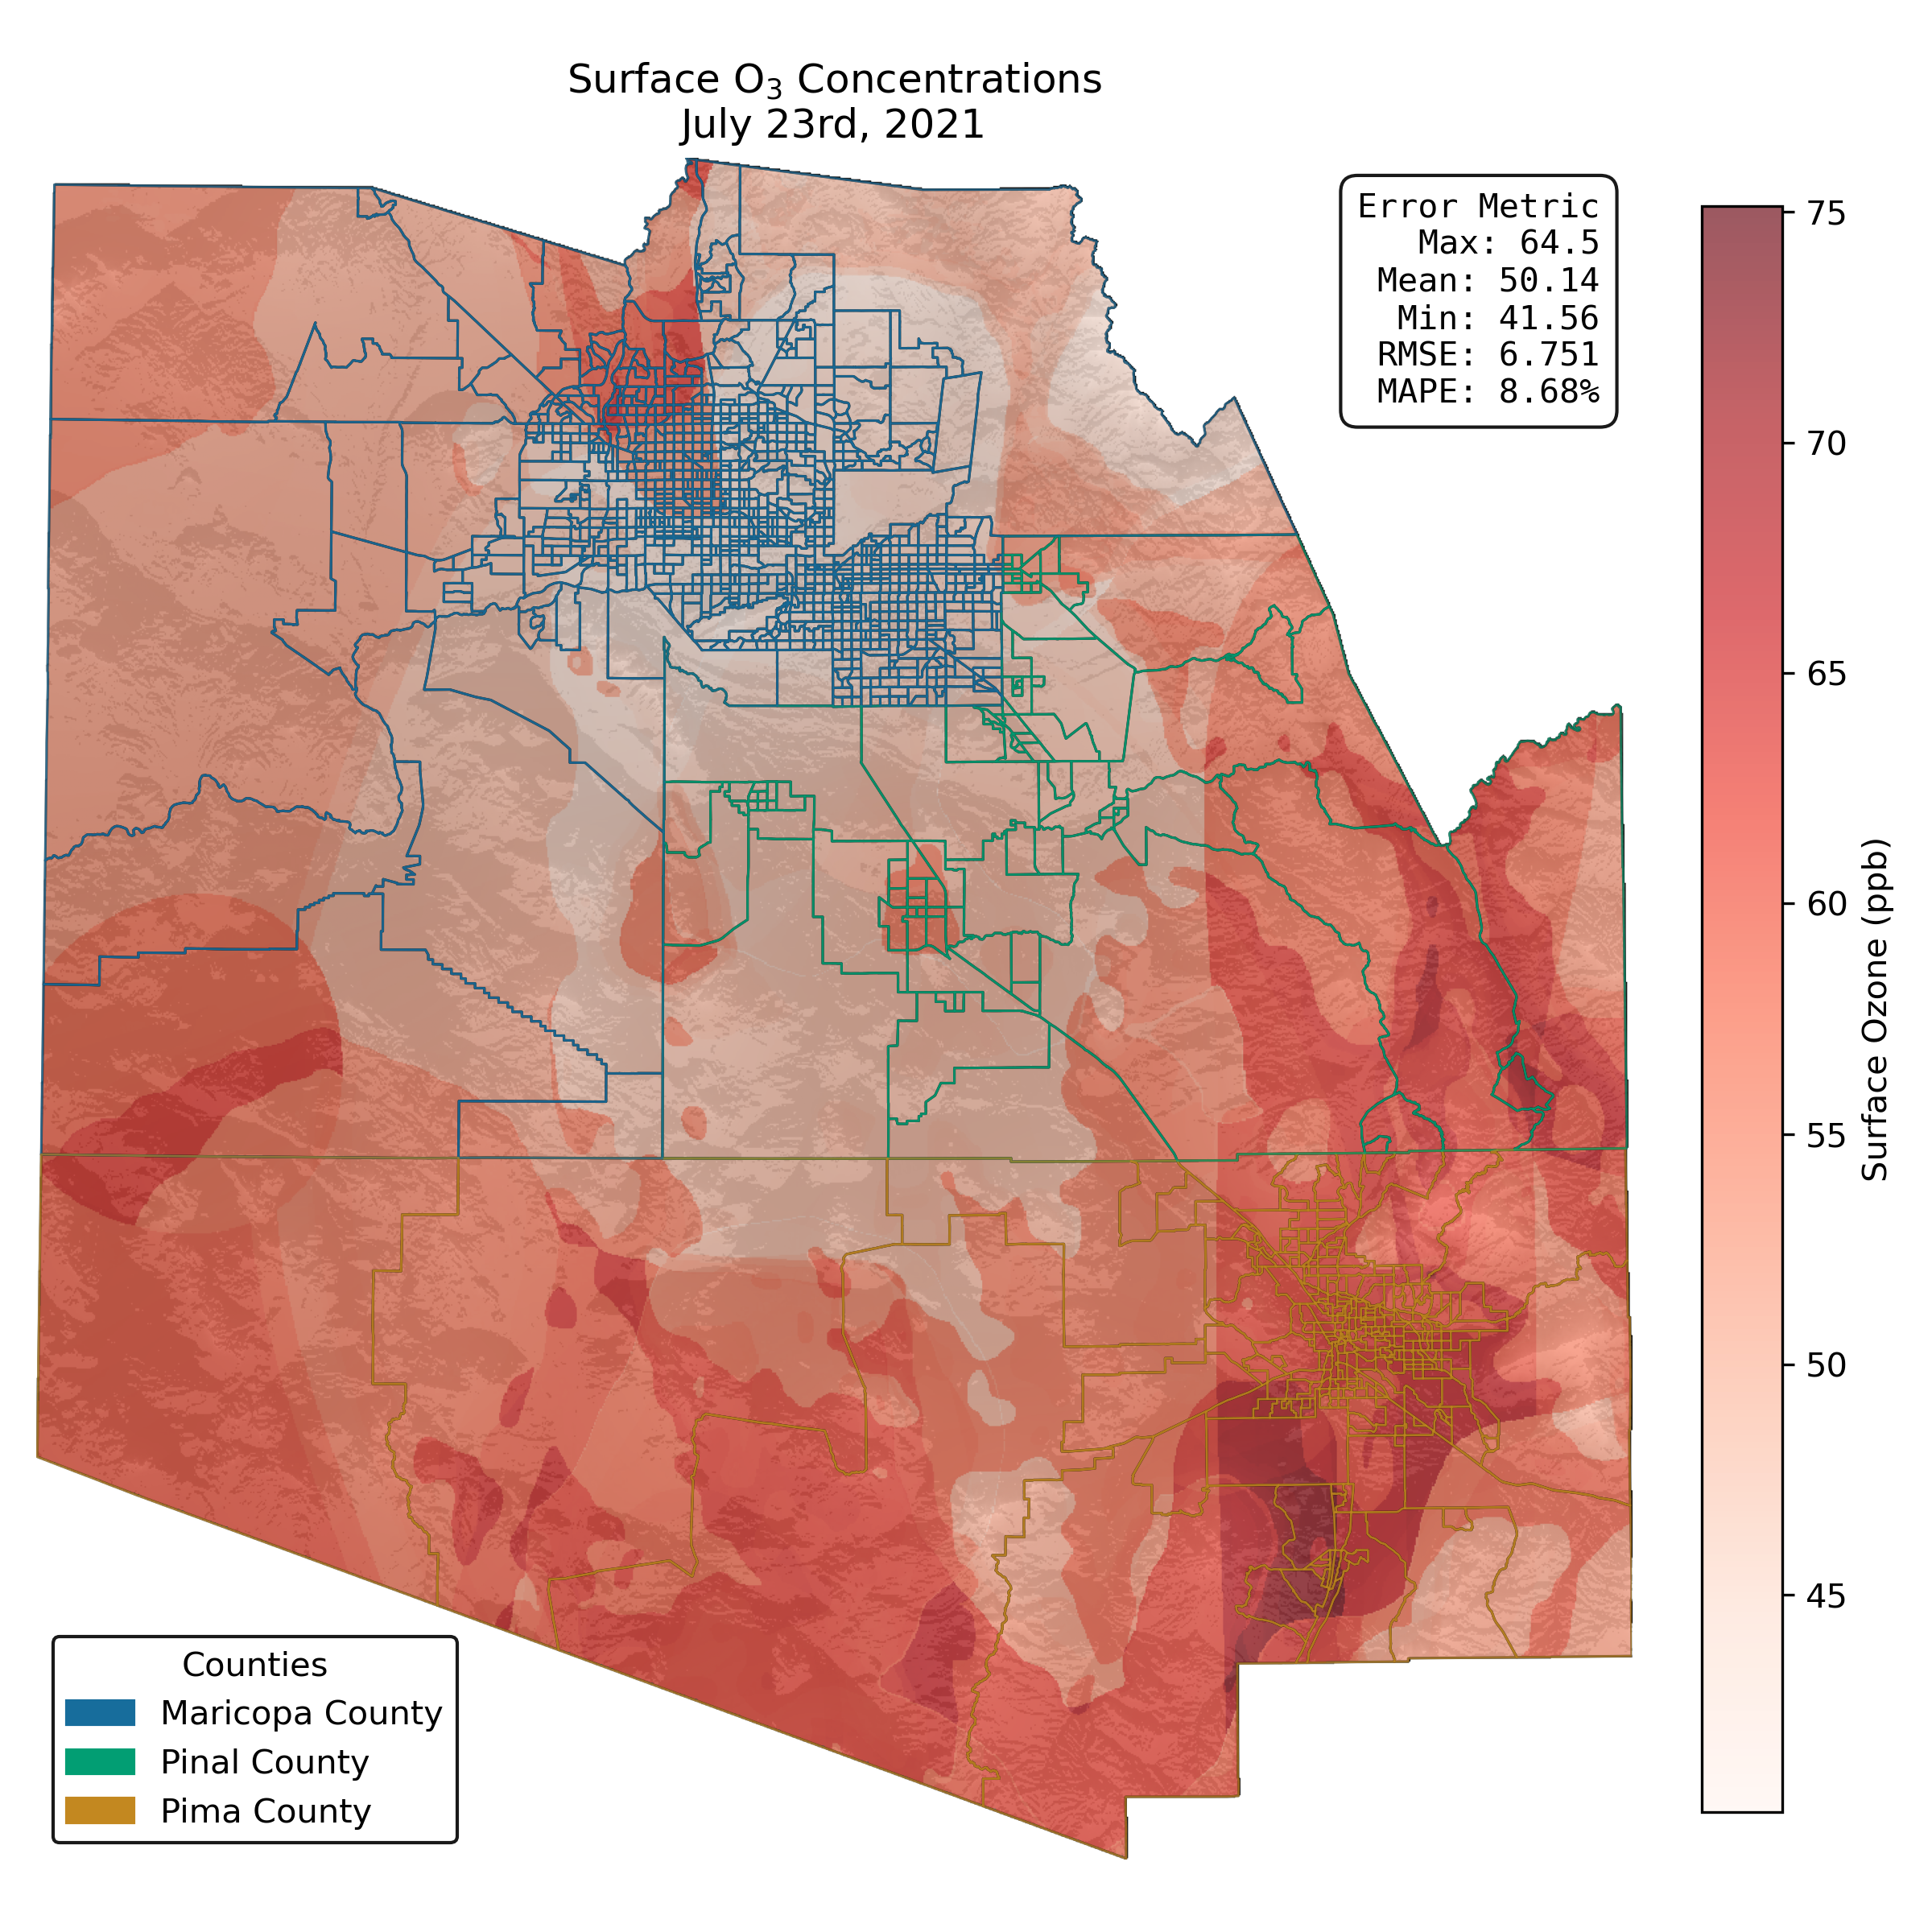 Surface O₃ Concentrations
July 23rd, 2021
Error Metric
Max: 64.5
Mean: 50.14
Min: 41.56
RMSE: 6.751
MAPE: 8.68%
75
70
65
60
55
50
45
Surface Ozone (ppb)
Counties
Maricopa County
Pinal County
Pima County